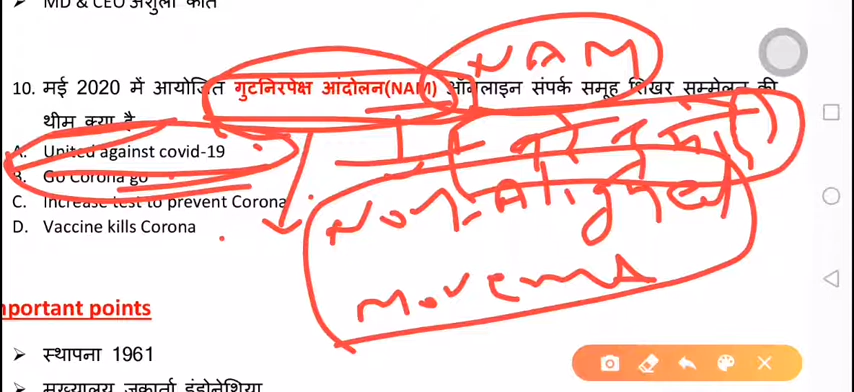 MD & CEO अंशुला कांत
NAM
10. मई 2020 में आयोजित गुटनिरपेक्ष आंदोलन(NAM) ऑनलाइन संपर्क समूह शिखर सम्मेलन की
थीम क्या है
A. United against covid-19
B. Go Corona go
C. Increase test to prevent Corona
D. Vaccine kills Corona
Non-Aligned
mportant points
स्थापना 1961
मुख्यालय जकार्ता इंडोनेशिया